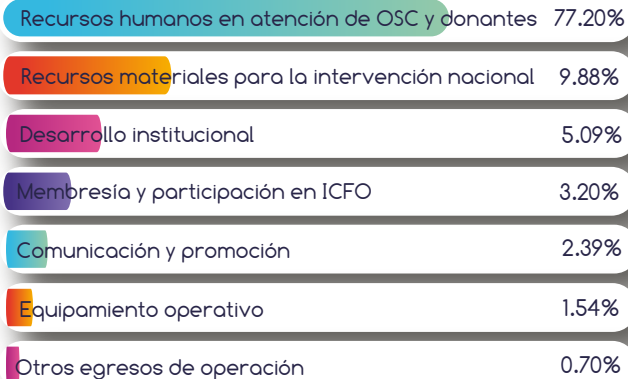 Recursos humanos en atención de OSC y donantes 77.20%
Recursos materiales para la intervención nacional 9.88%
Desarrollo institucional 5.09%
Membresía y participación en ICFO 3.20%
Comunicación y promoción 2.39%
Equipamiento operativo 1.54%
Otros egresos de operación 0.70%